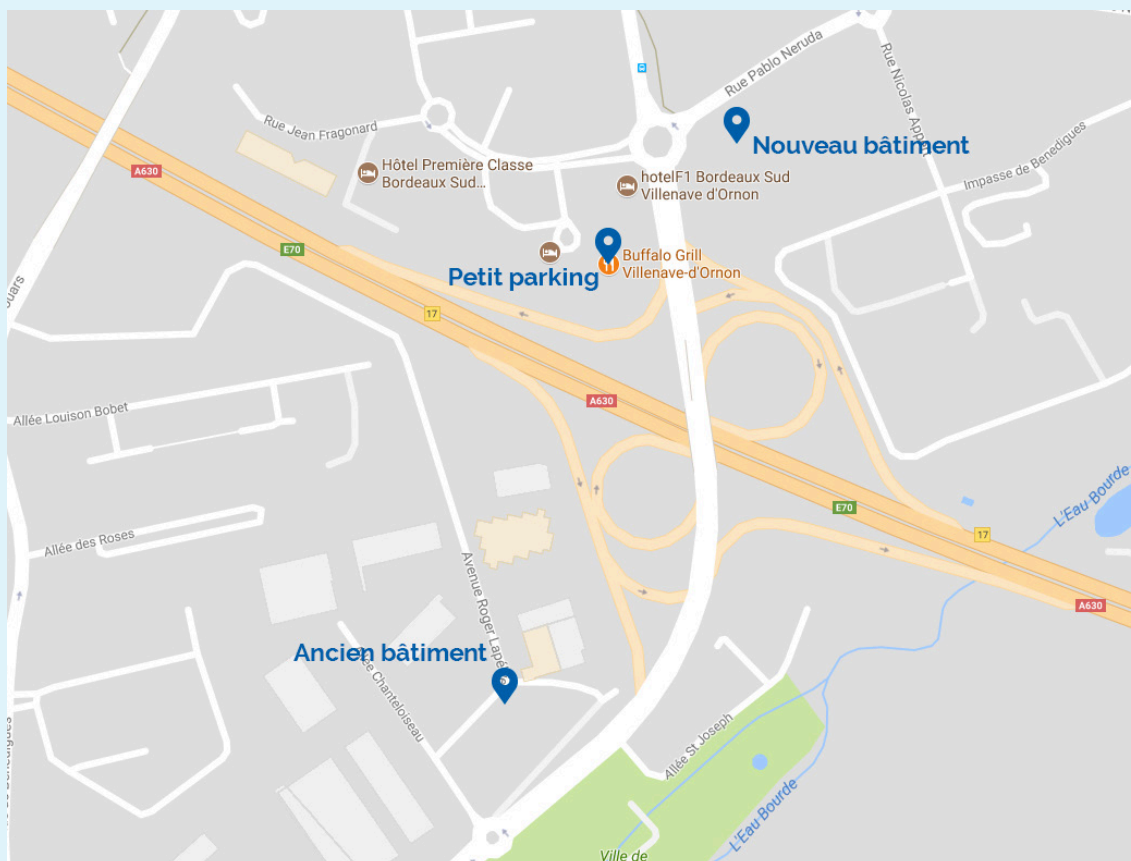 Rue Pablo Neruda
Rue Nicolas Appert
Rue Jean Fragonard
Nouveau bâtiment
Hôtel Première Classe
Bordeaux Sud...
A630
hotelF1 Bordeaux Sud
Villenave d'Ornon
Impasse de Benedigues
E70
Buffalo Grill
Villenave-d'Ornon
Petit parking
17
A630
Allée Louison Bobet
L'Eau Bourde
E70
17
Allée des Roses
Avenue Roger Lapé
A630
Ancien bâtiment
Chanteloiseau
Allée St Joseph
L'Eau Bourde
Ville de